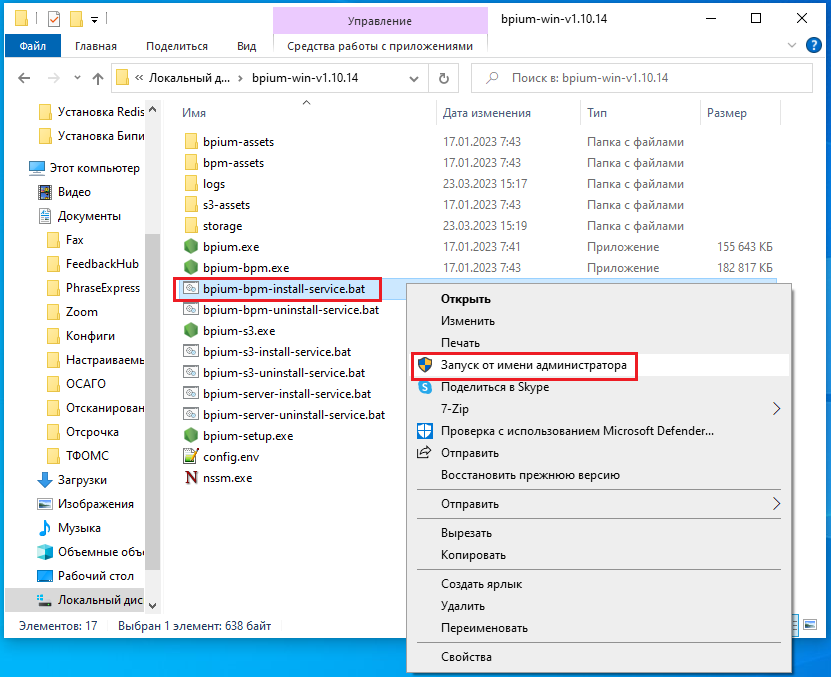 Управление
bpium-win-v1.10.14
Файл
Главная
Поделиться
Вид
Средства работы с приложениями
« Локальный д... › bpium-win-v1.10.14
Поиск в: bpium-win-v1.10.14
Установка Redis
Установка Бипи
Этот компьютер
Видео
Документы
Fax
FeedbackHub
PhraseExpress
Zoom
Конфиги
Настраиваемь
ОСАГО
Отсканирован
Отсрочка
ТФОМС
Загрузки
Изображения
Музыка
Объемные объ
Рабочий стол
Локальный дис
Имя Дата изменения Тип Размер
bpium-assets 17.01.2023 7:43 Папка с файлами
bpm-assets 17.01.2023 7:43 Папка с файлами
logs 23.03.2023 15:17 Папка с файлами
s3-assets 17.01.2023 7:43 Папка с файлами
storage 23.03.2023 15:19 Папка с файлами
bpium.exe 17.01.2023 7:41 Приложение 155 643 КБ
bpium-bpm.exe 17.01.2023 7:43 Приложение 182 817 КБ
bpium-bpm-install-service.bat
bpium-bpm-uninstall-service.bat
bpium-s3.exe
bpium-s3-install-service.bat
bpium-s3-uninstall-service.bat
bpium-server-install-service.bat
bpium-server-uninstall-service.bat
bpium-setup.exe
config.env
nssm.exe
Открыть
Изменить
Печать
Запуск от имени администратора
Поделиться в Skype
7-Zip
Проверка с использованием Microsoft Defender...
Отправить
Восстановить прежнюю версию
Отправить
Вырезать
Копировать
Создать ярлык
Удалить
Переименовать
Свойства
Элементов: 17 Выбран 1 элемент: 638 байт